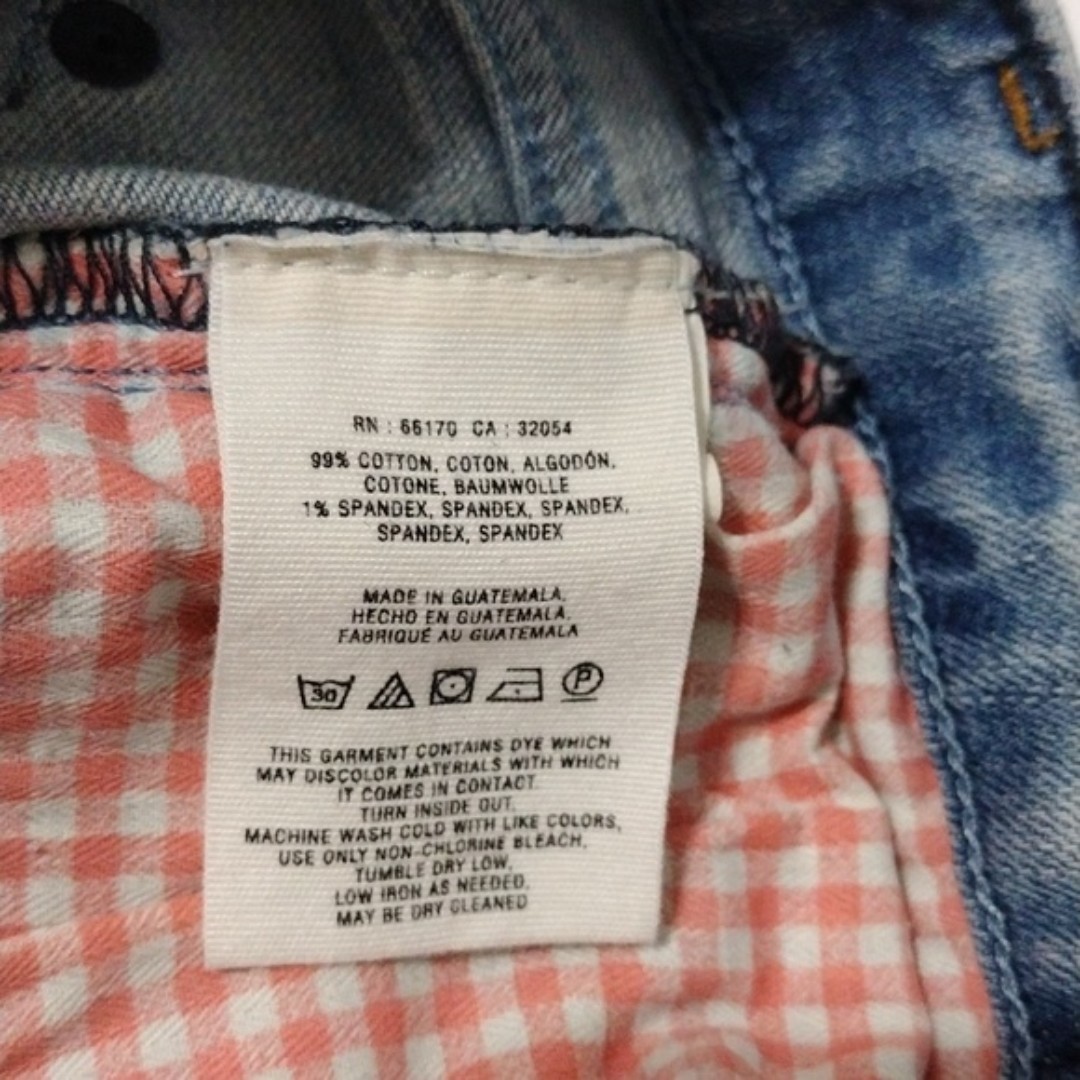 RN : 66170 CA : 32054
99% COTTON, COTON, ALGODÓN,
COTONE, BAUMWOLLE
1% SPANDEX, SPANDEX, SPANDEX,
SPANDEX, SPANDEX
MADE IN GUATEMALA,
HECHO EN GUATEMALA,
FABRIQUÉ AU GUATEMALA
30 P
THIS GARMENT CONTAINS DYE WHICH
MAY DISCOLOR MATERIALS WITH WHICH
IT COMES IN CONTACT.
TURN INSIDE OUT,
MACHINE WASH COLD WITH LIKE COLORS,
USE ONLY NON-CHLORINE BLEACH,
TUMBLE DRY LOW,
LOW IRON AS NEEDED,
MAY BE DRY CLEANED